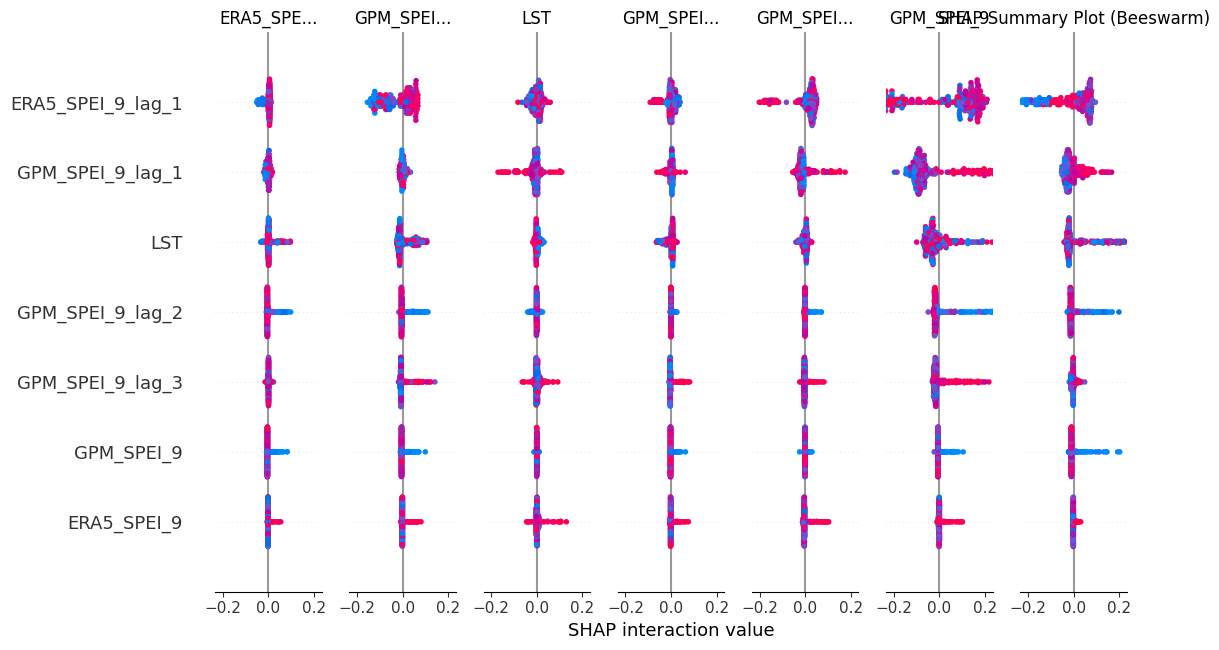 ERA5_SPE... GPM_SPEI... LST GPM_SPEI... GPM_SPEI... GPM_SPEI_9 SHAP Summary Plot (Beeswarm)
ERA5_SPEI_9_lag_1
GPM_SPEI_9_lag_1
LST
GPM_SPEI_9_lag_2
GPM_SPEI_9_lag_3
GPM_SPEI_9
ERA5_SPEI_9
−0.2 0.0 0.2 −0.2 0.0 0.2 −0.2 0.0 0.2 −0.2 0.0 0.2 −0.2 0.0 0.2 −0.2 0.0 0.2 −0.2 0.0 0.2
SHAP interaction value